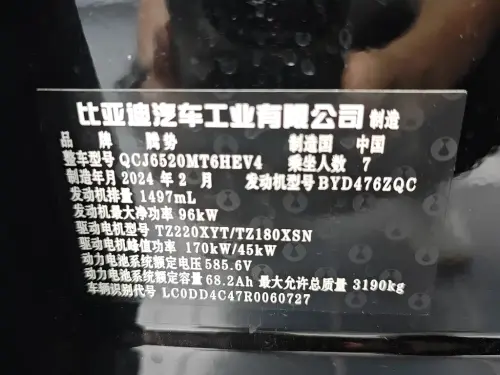 比亚迪汽车工业有限公司 制造
品 牌 腾势 制造国 中国
整车型号 QCJ6520MT6HEV4 乘坐人数 7
制造年月 2024 年 2 月 发动机型号 BYD476ZQC
发动机排量 1497mL
发动机最大净功率 96kW
驱动电机型号 TZ220XYT/TZ180XSN
驱动电机峰值功率 170kW/45kW
动力电池系统额定电压 585.6V
动力电池系统额定容量 68.2Ah 最大允许总质量 3190kg
车辆识别代号 LC0DD4C47R0060727